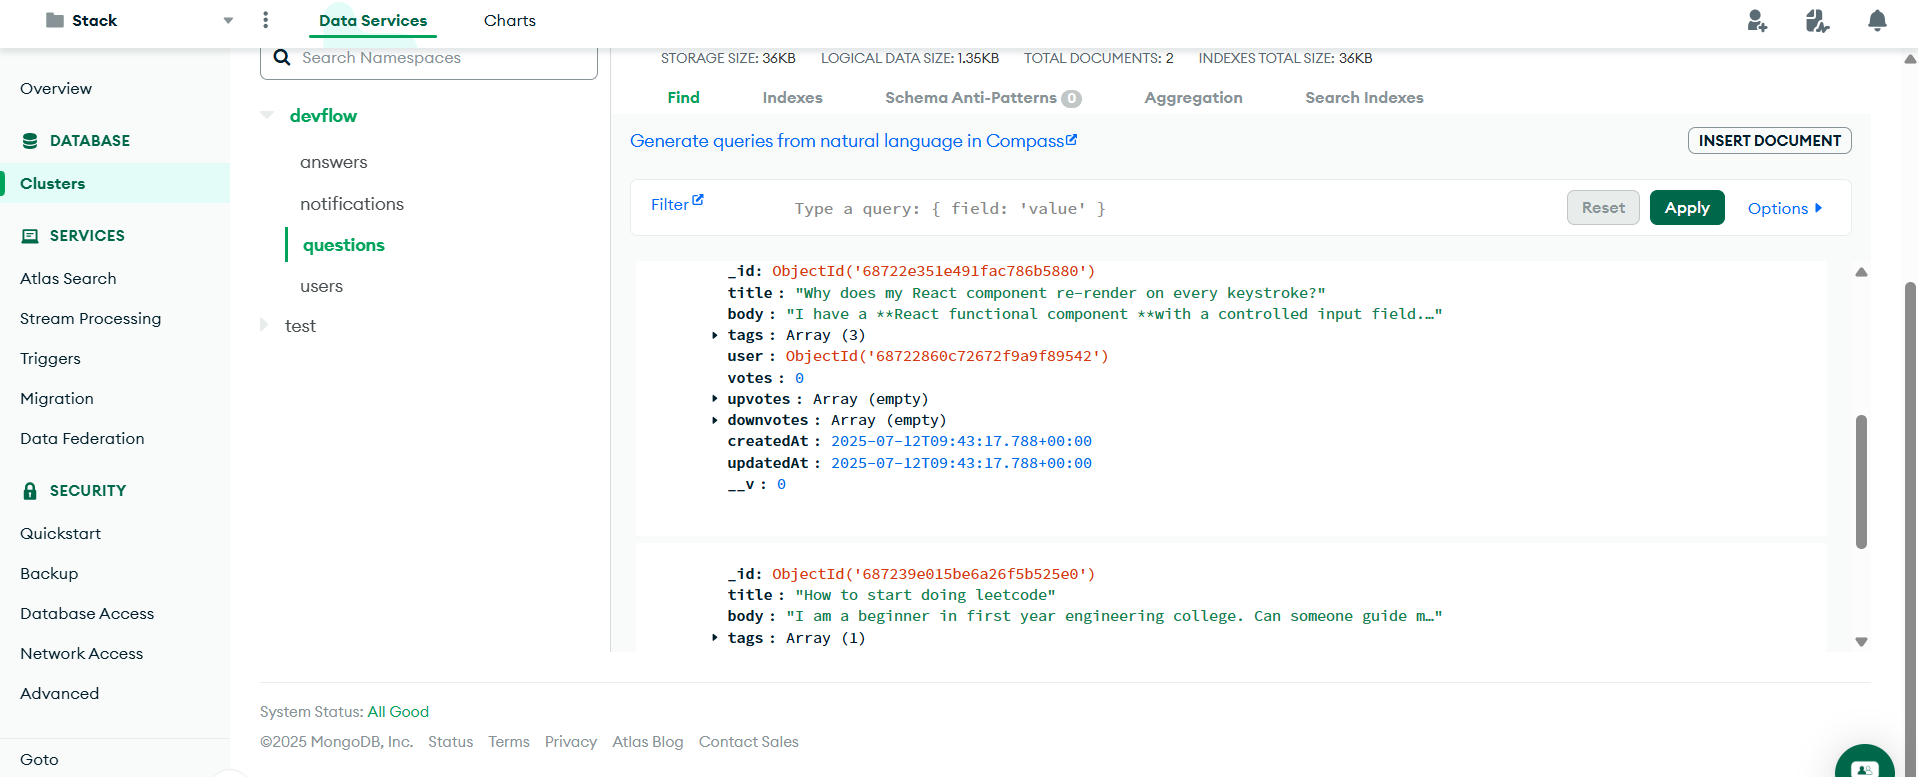 Stack
Data Services
Charts
Overview
DATABASE
Clusters
SERVICES
Stream Processing
Atlas Search
Triggers
Migration
Data Federation
SECURITY
Quickstart
Backup
Database Access
Network Access
Advanced
Goto
Search Namespaces
devflow
answers
notifications
questions
users
test
STORAGE SIZE: 36KB LOGICAL DATA SIZE: 1.35KB TOTAL DOCUMENTS: 2 INDEXES TOTAL SIZE: 36KB
Find Indexes Schema Anti-Patterns 0 Aggregation Search Indexes
Generate queries from natural language in Compass
INSERT DOCUMENT
Filter
Type a query: { field: 'value' }
Reset
Apply
Options
_id: ObjectId('68722e351e491fac786b5880')
title : "Why does my React component re-render on every keystroke?"
body : "I have a **React functional component **with a controlled input field.…"
tags : Array (3)
user : ObjectId('68722860c72672f9a9f89542')
votes : 0
upvotes : Array (empty)
downvotes : Array (empty)
createdAt : 2025-07-12T09:43:17.788+00:00
updatedAt : 2025-07-12T09:43:17.788+00:00
__v : 0
_id: ObjectId('687239e015be6a26f5b525e0')
title : "How to start doing leetcode"
body : "I am a beginner in first year engineering college. Can someone guide m…"
tags : Array (1)
System Status: All Good
©2025 MongoDB, Inc. Status Terms Privacy Atlas Blog Contact Sales